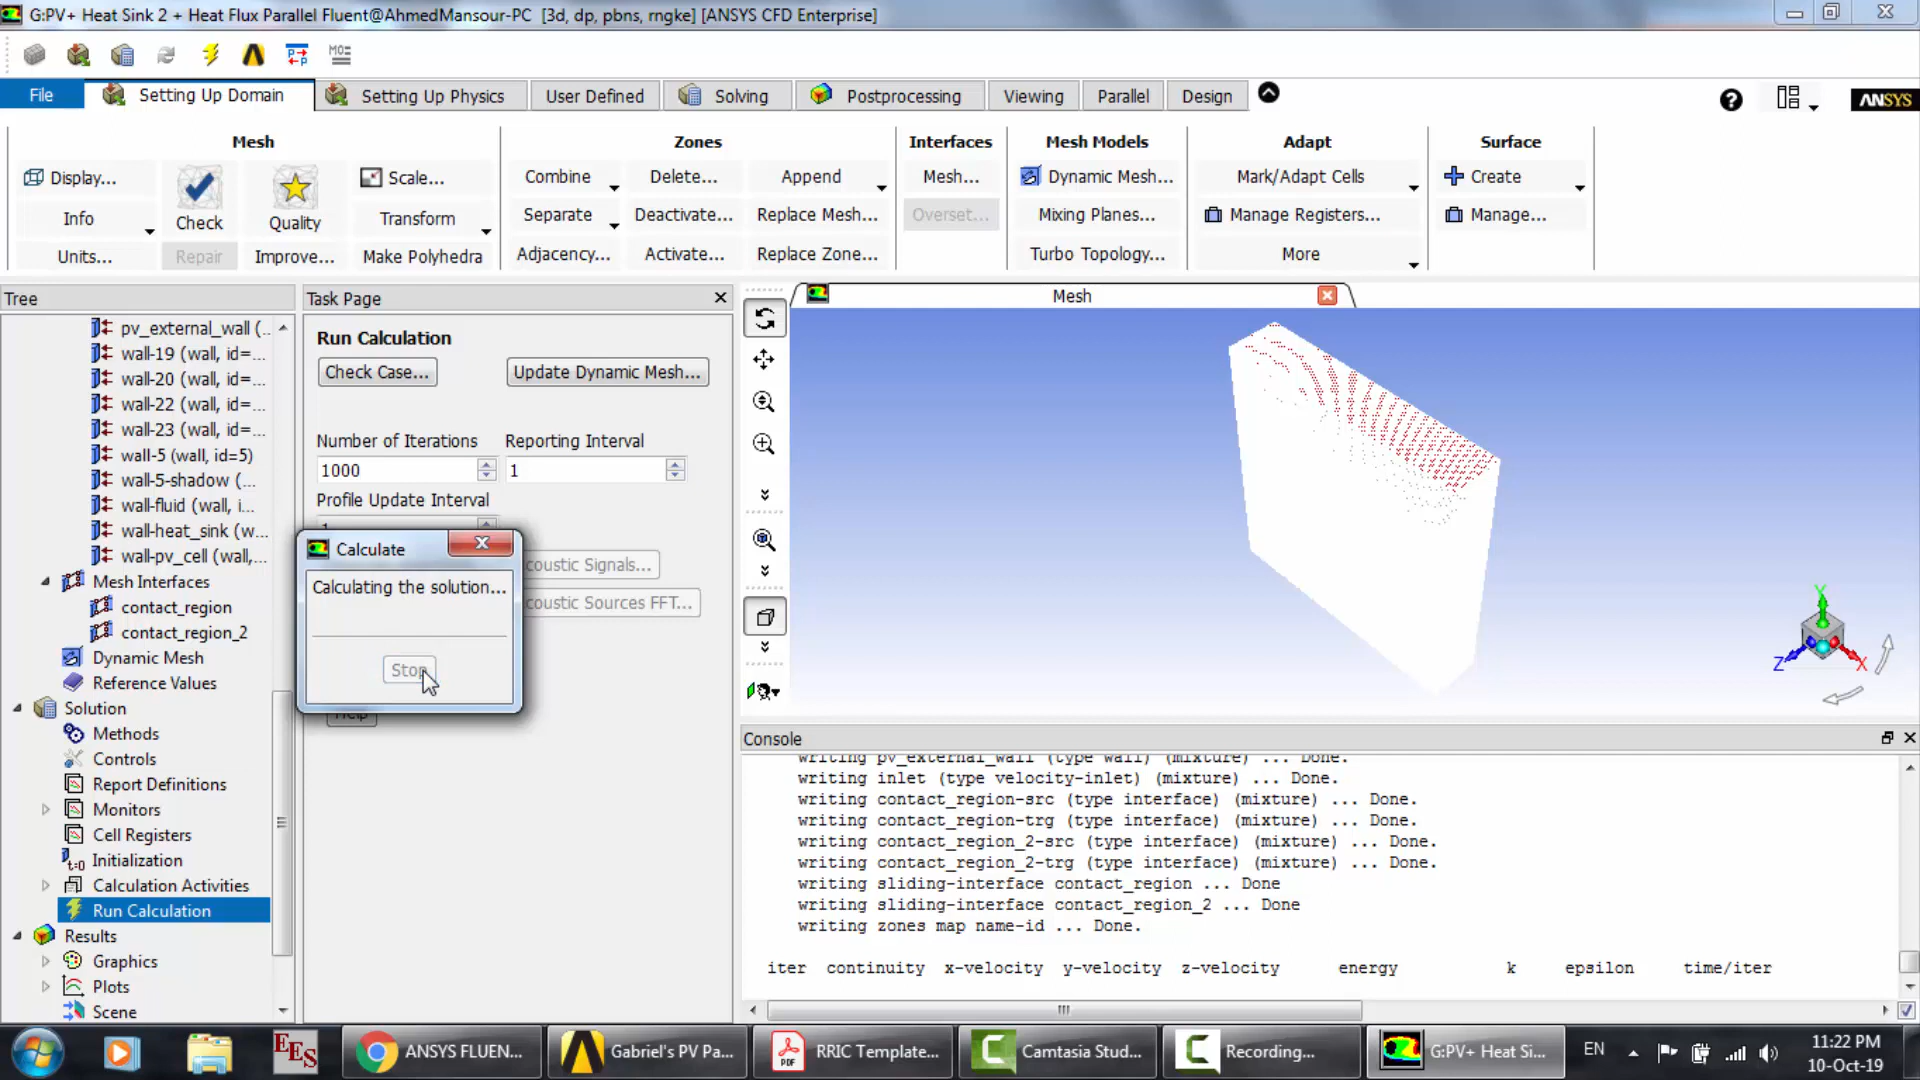 G:PV+ Heat Sink 2 + Heat Flux Parallel Fluent@AhmedMansour-PC [3d, dp, pbns, rngke] [ANSYS CFD Enterprise]
File
Setting Up Domain
Setting Up Physics
User Defined
Solving
Postprocessing
Viewing
Parallel
Design
ANSYS
Mesh
Zones
Interfaces
Mesh Models
Adapt
Surface
Display...
Scale...
Combine
Delete...
Append
Mesh...
Dynamic Mesh...
Mark/Adapt Cells
Create
Info
Check
Quality
Transform
Separate
Deactivate...
Replace Mesh...
Overset...
Mixing Planes...
Manage Registers...
Manage...
Units...
Repair
Improve...
Make Polyhedra
Adjacency...
Activate...
Replace Zone...
Turbo Topology...
More
Tree
pv_external_wall (..
wall-19 (wall, id=...
wall-20 (wall, id=...
wall-22 (wall, id=...
wall-23 (wall, id=...
wall-5 (wall, id=5)
wall-5-shadow (...
wall-fluid (wall, i...
wall-heat_sink (w...
wall-pv_cell (wall,...
Mesh Interfaces
contact_region
contact_region_2
Dynamic Mesh
Reference Values
Solution
Methods
Controls
Report Definitions
Monitors
Cell Registers
t=0 Initialization
Calculation Activities
Run Calculation
Results
Graphics
Plots
Scene
Task Page
Run Calculation
Check Case...
Update Dynamic Mesh...
Number of Iterations
Reporting Interval
1000
1
Profile Update Interval
1
coustic Signals...
coustic Sources FFT...
Calculate
Calculating the solution...
Stop
Help
Mesh
Y
Z
X
Console
writing pv_external_wall (type wall) (mixture) ... Done.
writing inlet (type velocity-inlet) (mixture) ... Done.
writing contact_region-src (type interface) (mixture) ... Done.
writing contact_region-trg (type interface) (mixture) ... Done.
writing contact_region_2-src (type interface) (mixture) ... Done.
writing contact_region_2-trg (type interface) (mixture) ... Done.
writing sliding-interface contact_region ... Done
writing sliding-interface contact_region_2 ... Done
writing zones map name-id ... Done.
iter continuity x-velocity y-velocity z-velocity energy k epsilon time/iter
EES
ANSYS FLUEN...
Gabriel's PV Pa...
RRIC Template...
Camtasia Stud...
Recording...
G:PV+ Heat Si...
EN
11:22 PM
10-Oct-19